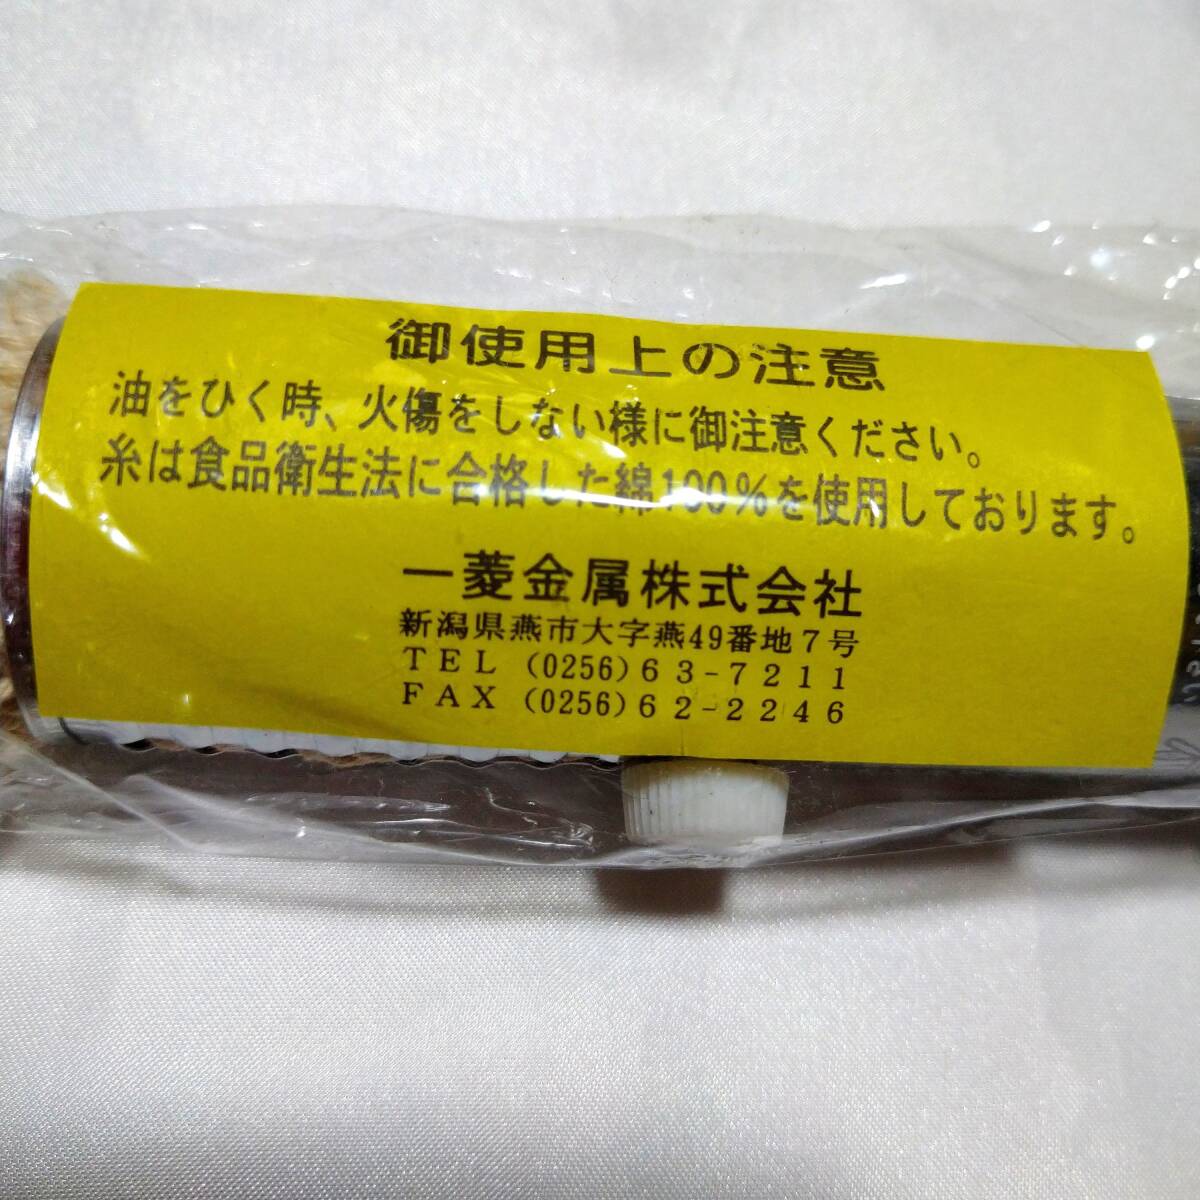 御使用上の注意
油をひく時、火傷をしない様に御注意ください。
糸は食品衛生法に合格した綿100%を使用しております。
一菱金属株式会社
新潟県燕市大字燕49番地7号
TEL (0256)63-7211
FAX (0256)62-2246